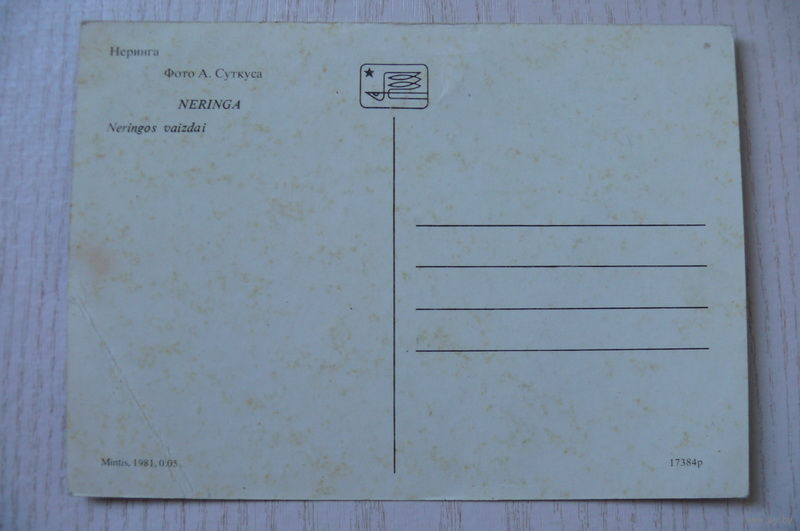 Неринга
Фото А. Суткуса
NERINGA
Neringos vaizdai
Mintis, 1981, 0.05.
17384р